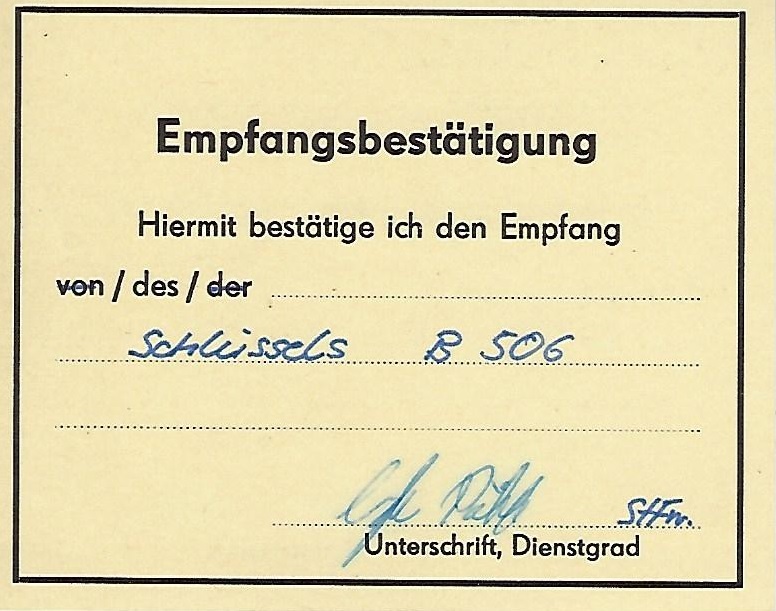 Empfangsbestätigung
Hiermit bestätige ich den Empfang
von / des / der
Schlüssels B 506
StFw.
Unterschrift, Dienstgrad